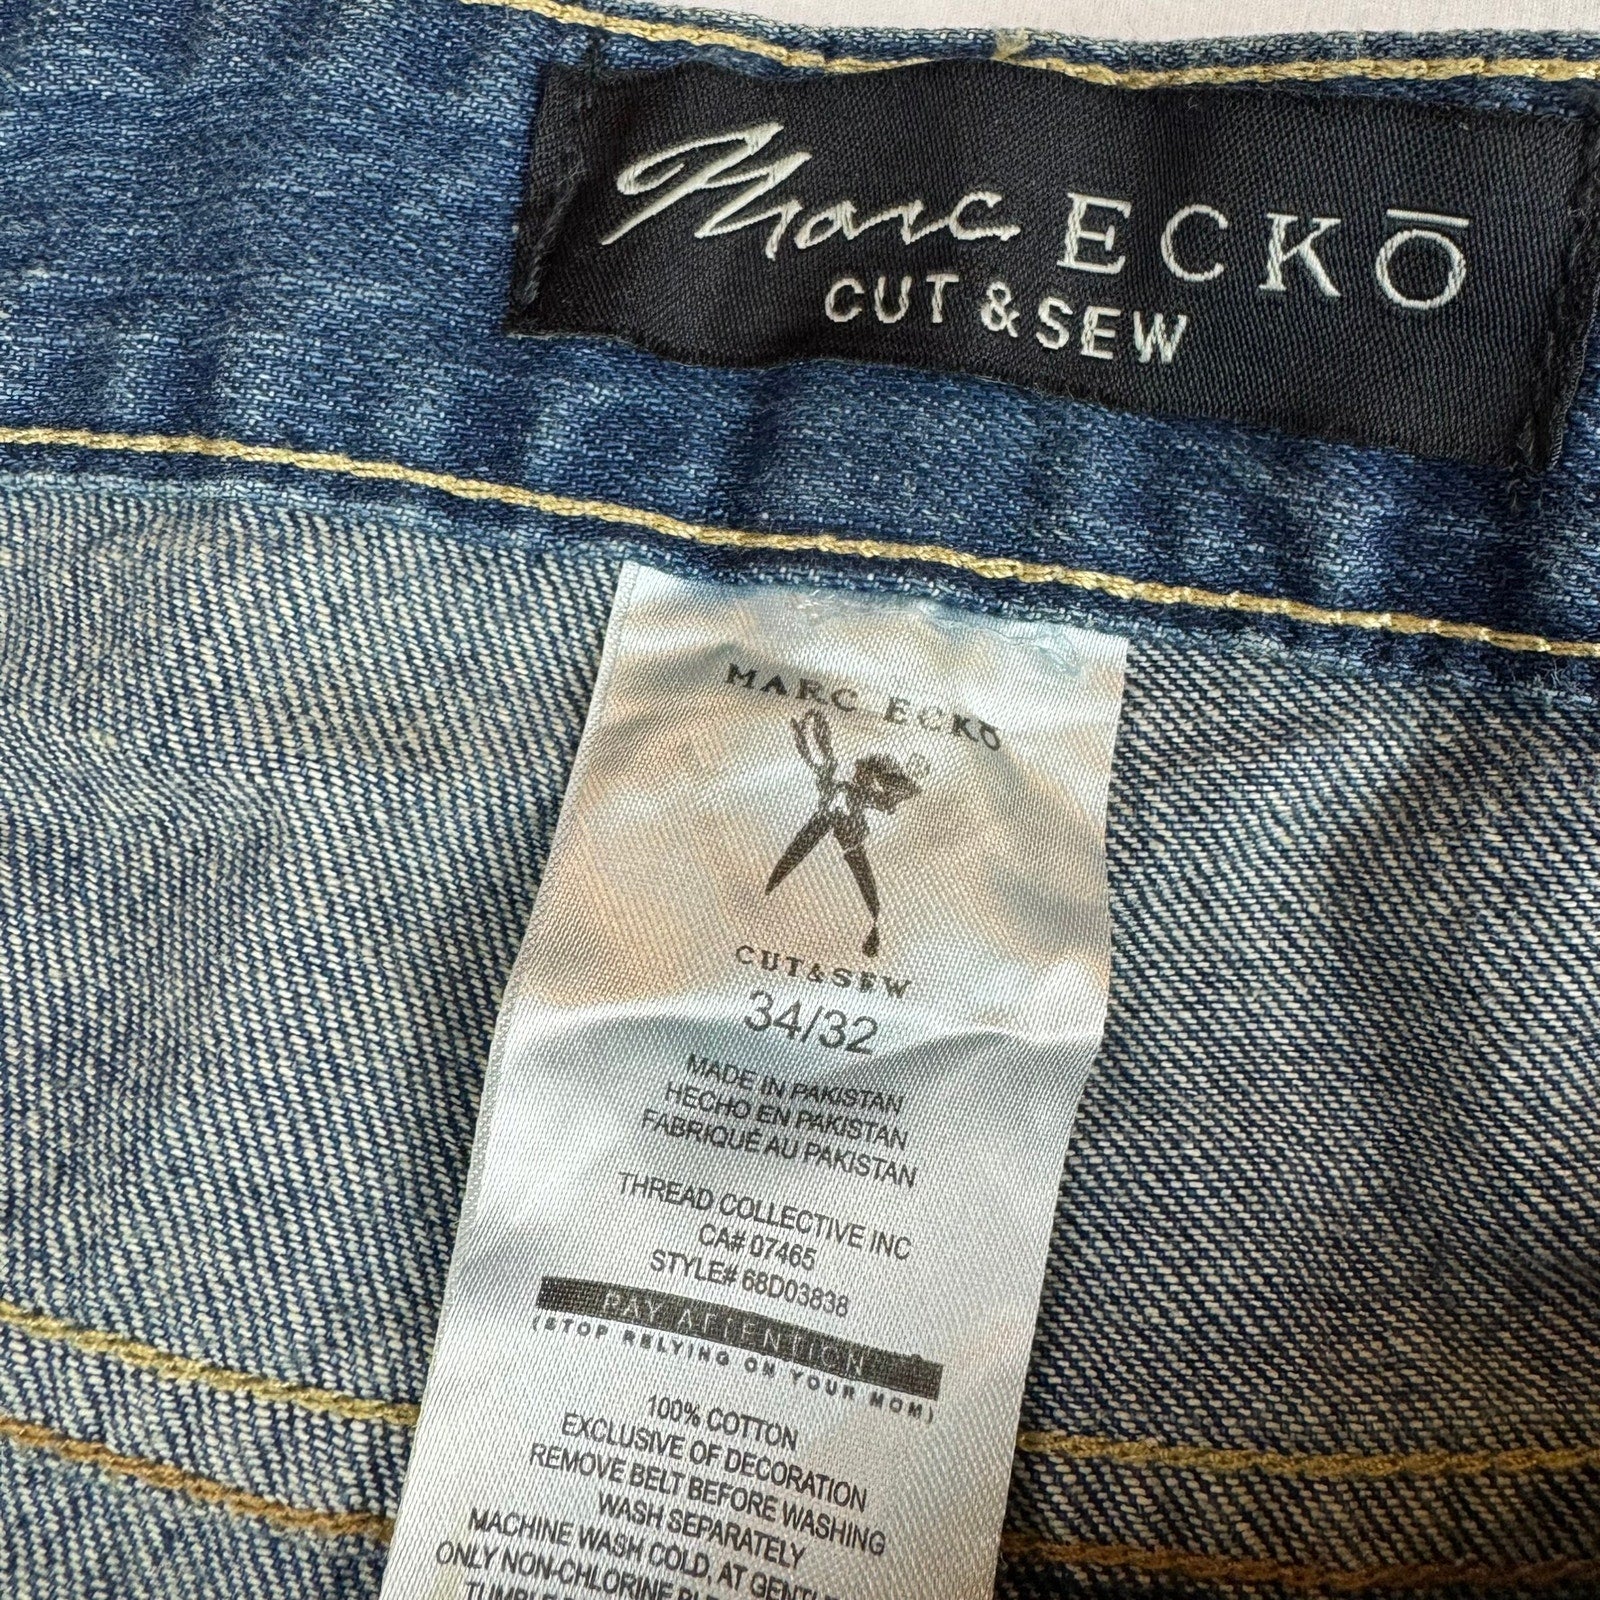 Marc ECKŌ
CUT & SEW
MARC ECKŌ
CUT & SEW
34/32
MADE IN PAKISTAN
HECHO EN PAKISTAN
FABRIQUÉ AU PAKISTAN
THREAD COLLECTIVE INC
CA# 07465
STYLE# 68D03838
PAY ATTENTION
(STOP RELYING ON YOUR MOM)
100% COTTON
EXCLUSIVE OF DECORATION
REMOVE BELT BEFORE WASHING
WASH SEPARATELY
MACHINE WASH COLD, AT GENTLE
ONLY NON-CHLORINE
TUMBLE